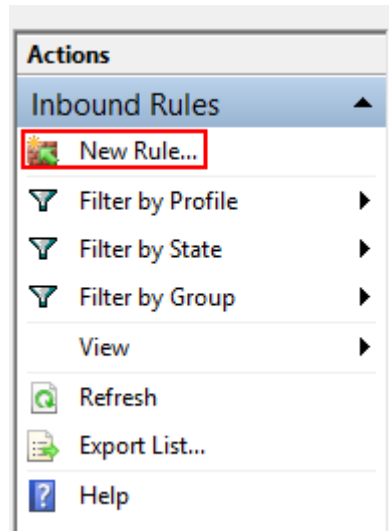 Actions
Inbound Rules
New Rule...
Filter by Profile
Filter by State
Filter by Group
View
Refresh
Export List...
Help